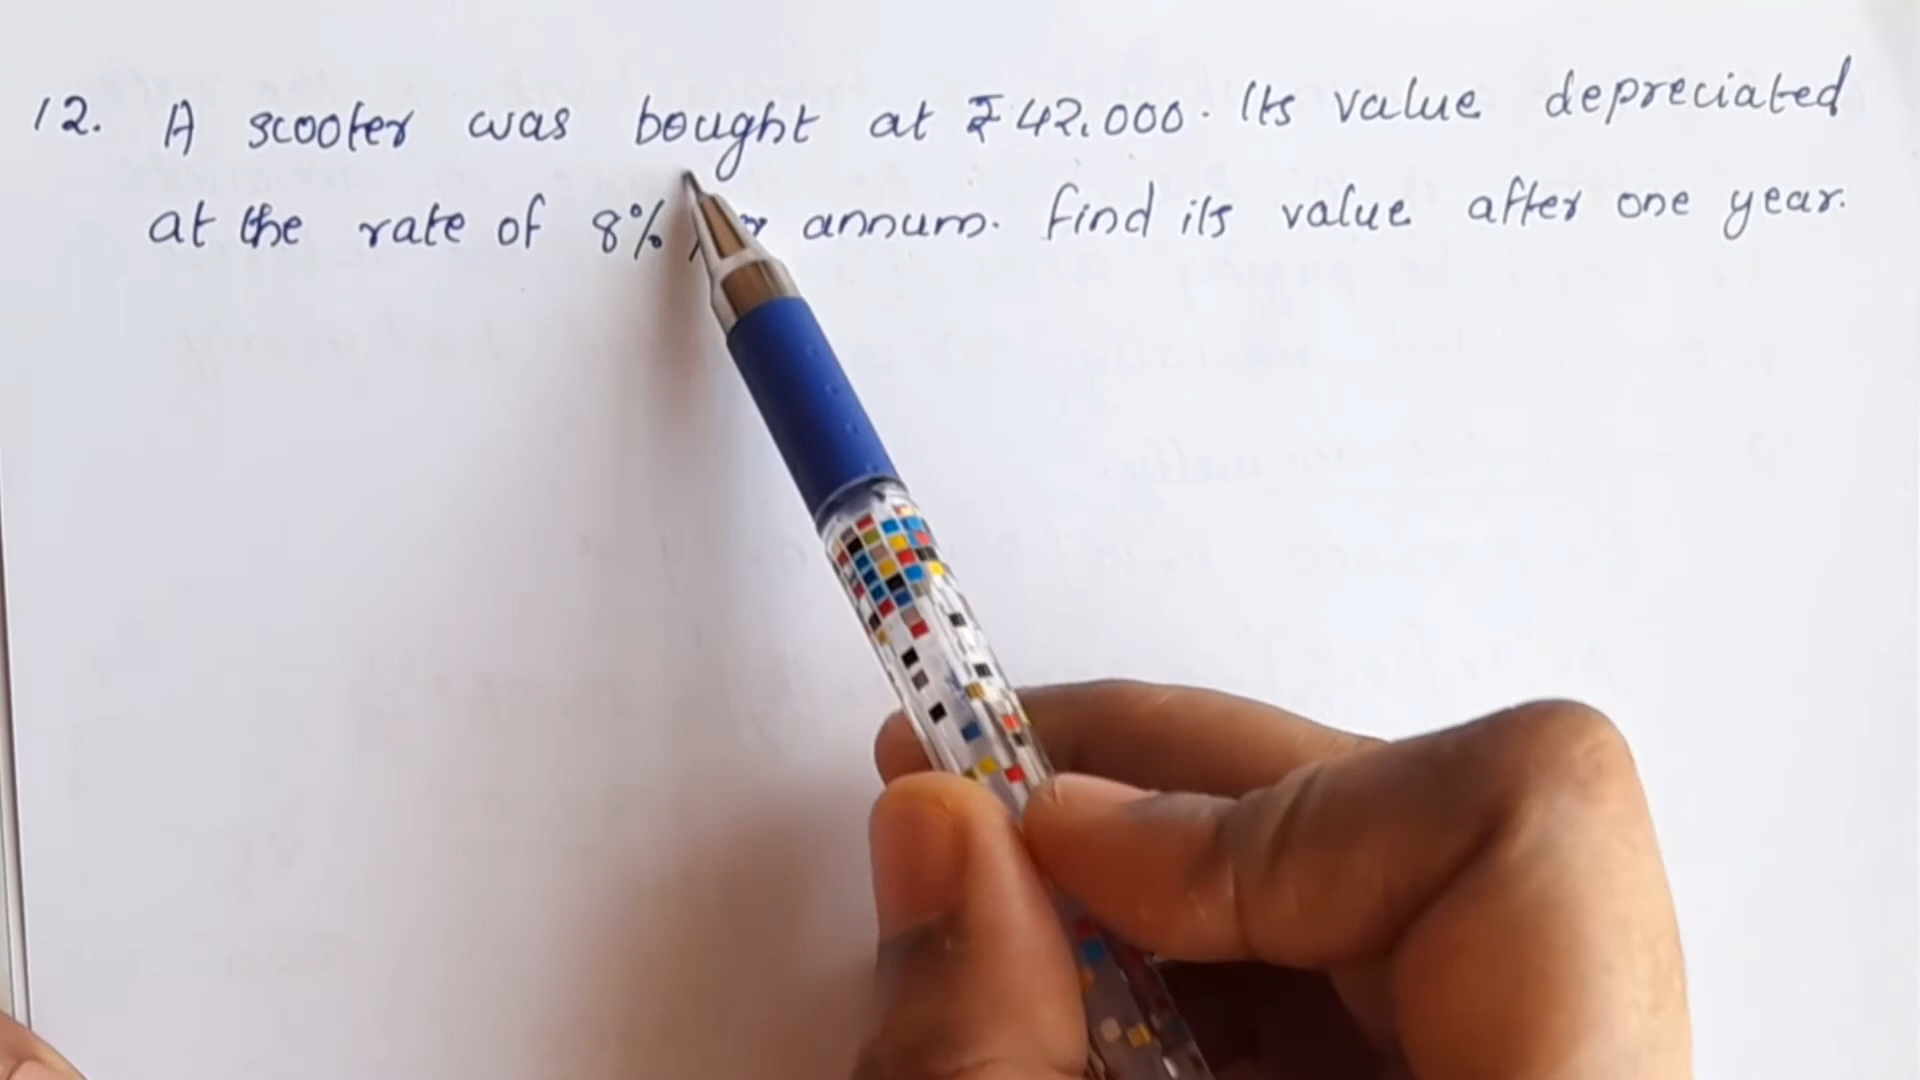 12. A scooter was bought at ₹42,000. Its value depreciated
at the rate of 8% annum. Find its value after one year.